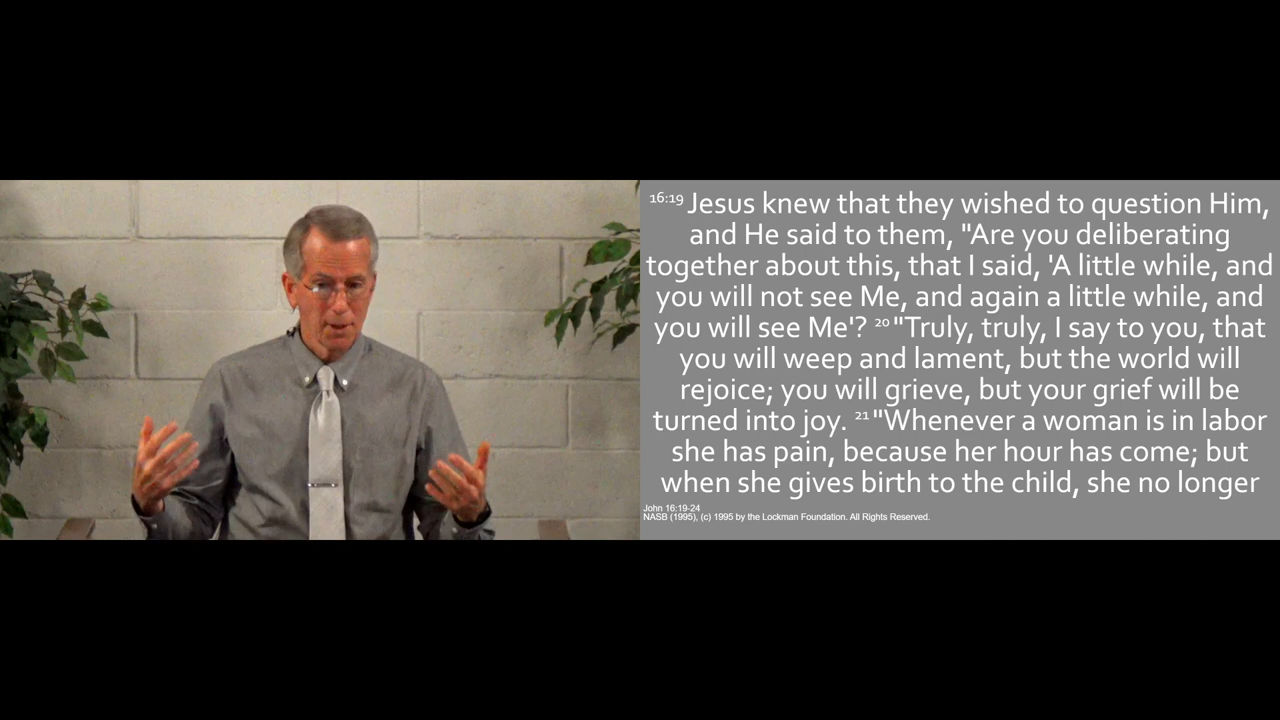 16:19 Jesus knew that they wished to question Him,
and He said to them, "Are you deliberating
together about this, that I said, 'A little while, and
you will not see Me, and again a little while, and
you will see Me'? 20 "Truly, truly, I say to you, that
you will weep and lament, but the world will
rejoice; you will grieve, but your grief will be
turned into joy. 21 "Whenever a woman is in labor
she has pain, because her hour has come; but
when she gives birth to the child, she no longer
John 16:19-24
NASB (1995), (c) 1995 by the Lockman Foundation. All Rights Reserved.